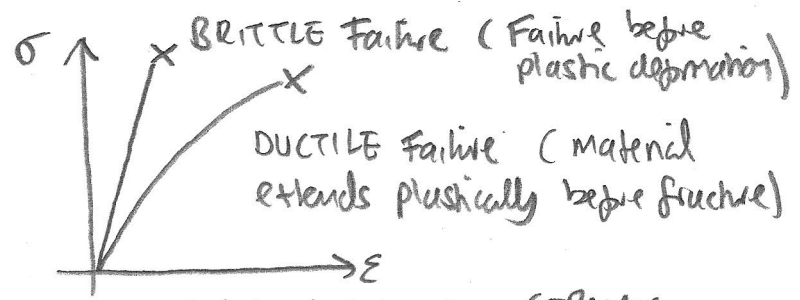 σ
BRITTLE Failure (Failure before
plastic deformation)
DUCTILE Failure (material
extends plastically before fracture)
ε